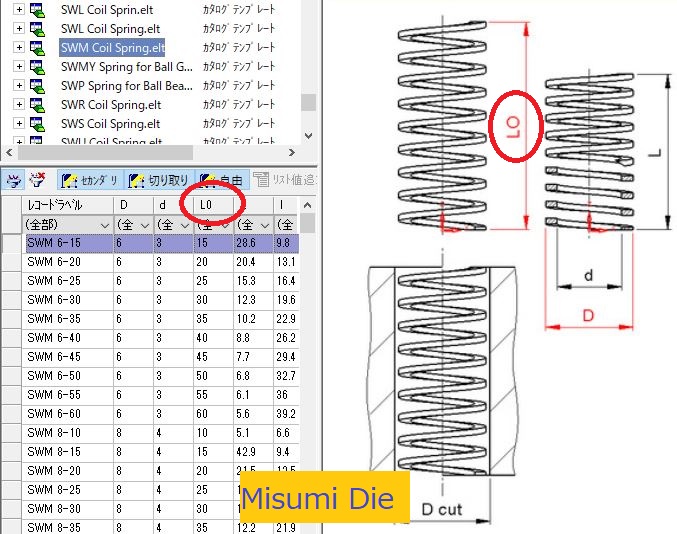 SWL Coil Sprin.elt カタログテンプレート
SWL Coil Spring.elt カタログテンプレート
SWM Coil Spring.elt カタログテンプレート
SWMY Spring for Ball G... カタログテンプレート
SWP Spring for Ball Bea... カタログテンプレート
SWR Coil Spring.elt カタログテンプレート
SWS Coil Spring.elt カタログテンプレート
SWU Coil Spring.elt カタログテンプレート
セカンダリ 切り取り 自由 リスト値追
レコードラベル D d L0 l
(全部) (全 (全 (全 (全 (全
SWM 6-15 6 3 15 28.6 9.8
SWM 6-20 6 3 20 20.4 13.1
SWM 6-25 6 3 25 15.3 16.4
SWM 6-30 6 3 30 12.3 19.6
SWM 6-35 6 3 35 10.2 22.9
SWM 6-40 6 3 40 8.8 26.2
SWM 6-45 6 3 45 7.7 29.4
SWM 6-50 6 3 50 6.8 32.7
SWM 6-55 6 3 55 6.1 36
SWM 6-60 6 3 60 5.6 39.2
SWM 8-10 8 4 10 5.1 6.6
SWM 8-15 8 4 15 42.9 9.4
SWM 8-20 8 4 20
SWM 8-25 8 4 25
SWM 8-30 8 4 30
SWM 8-35 8 4 35 12.2 21.9
LO
L
d
D
D cut
Misumi Die